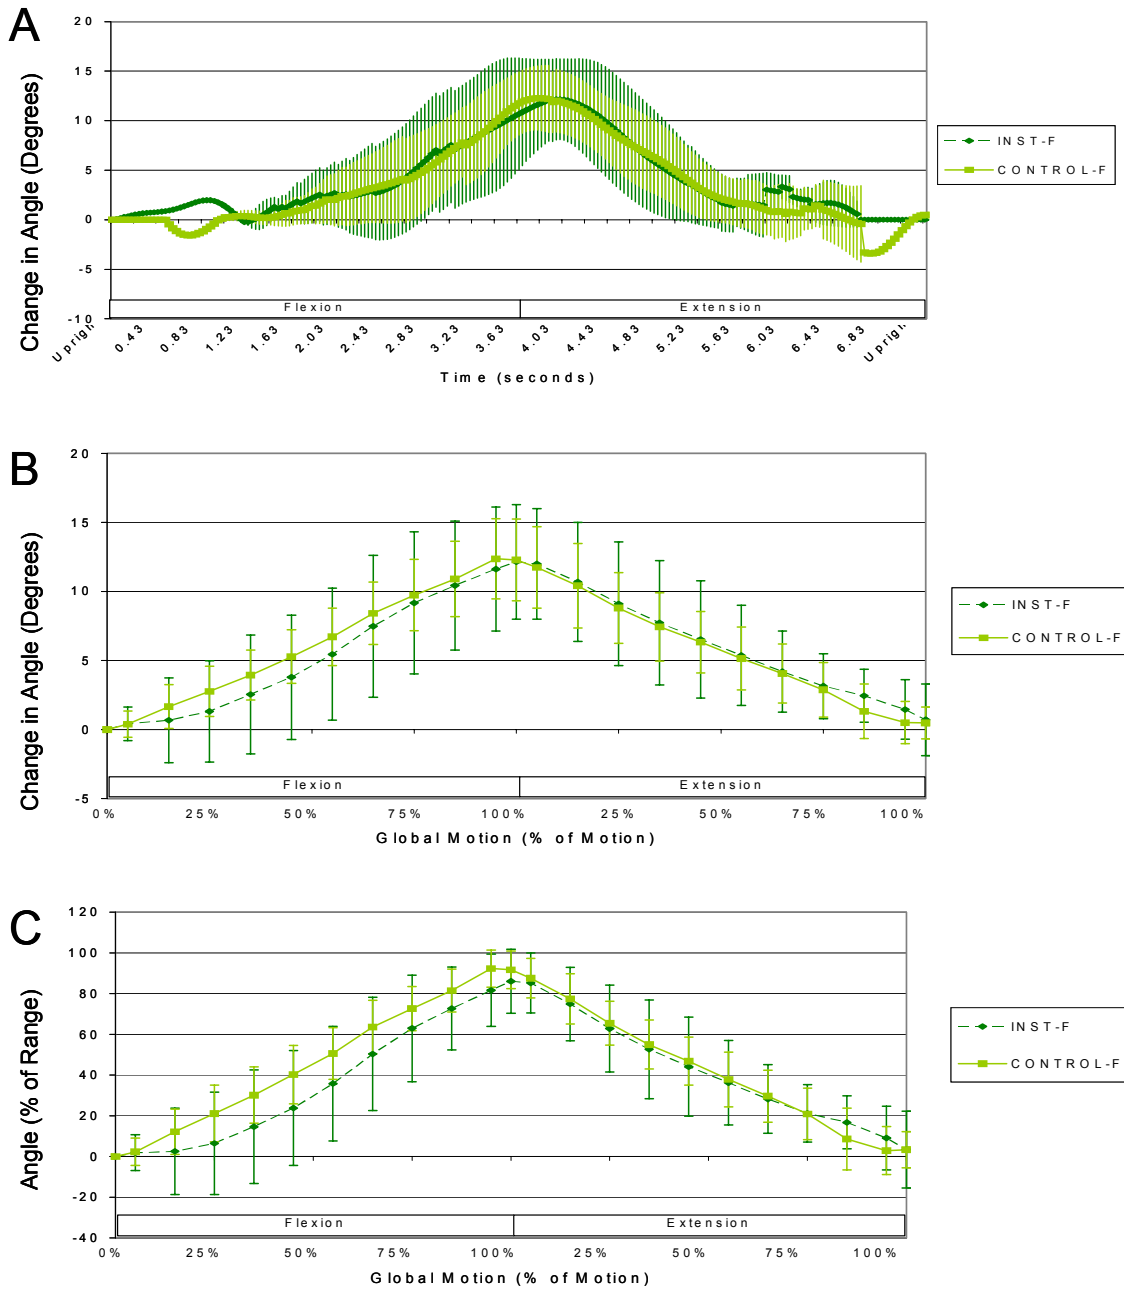 A
Change in Angle (Degrees)
20
15
10
5
0
-5
-10
Flexion
Extension
Upright 0.43 0.83 1.23 1.63 2.03 2.43 2.83 3.23 3.63 4.03 4.43 4.83 5.23 5.63 6.03 6.43 6.83 Upright
Time (seconds)
INST-F
CONTROL-F
B
Change in Angle (Degrees)
20
15
10
5
0
-5
Flexion
Extension
0% 25% 50% 75% 100% 25% 50% 75% 100%
Global Motion (% of Motion)
INST-F
CONTROL-F
C
Angle (% of Range)
120
100
80
60
40
20
0
-20
-40
Flexion
Extension
0% 25% 50% 75% 100% 25% 50% 75% 100%
Global Motion (% of Motion)
INST-F
CONTROL-F